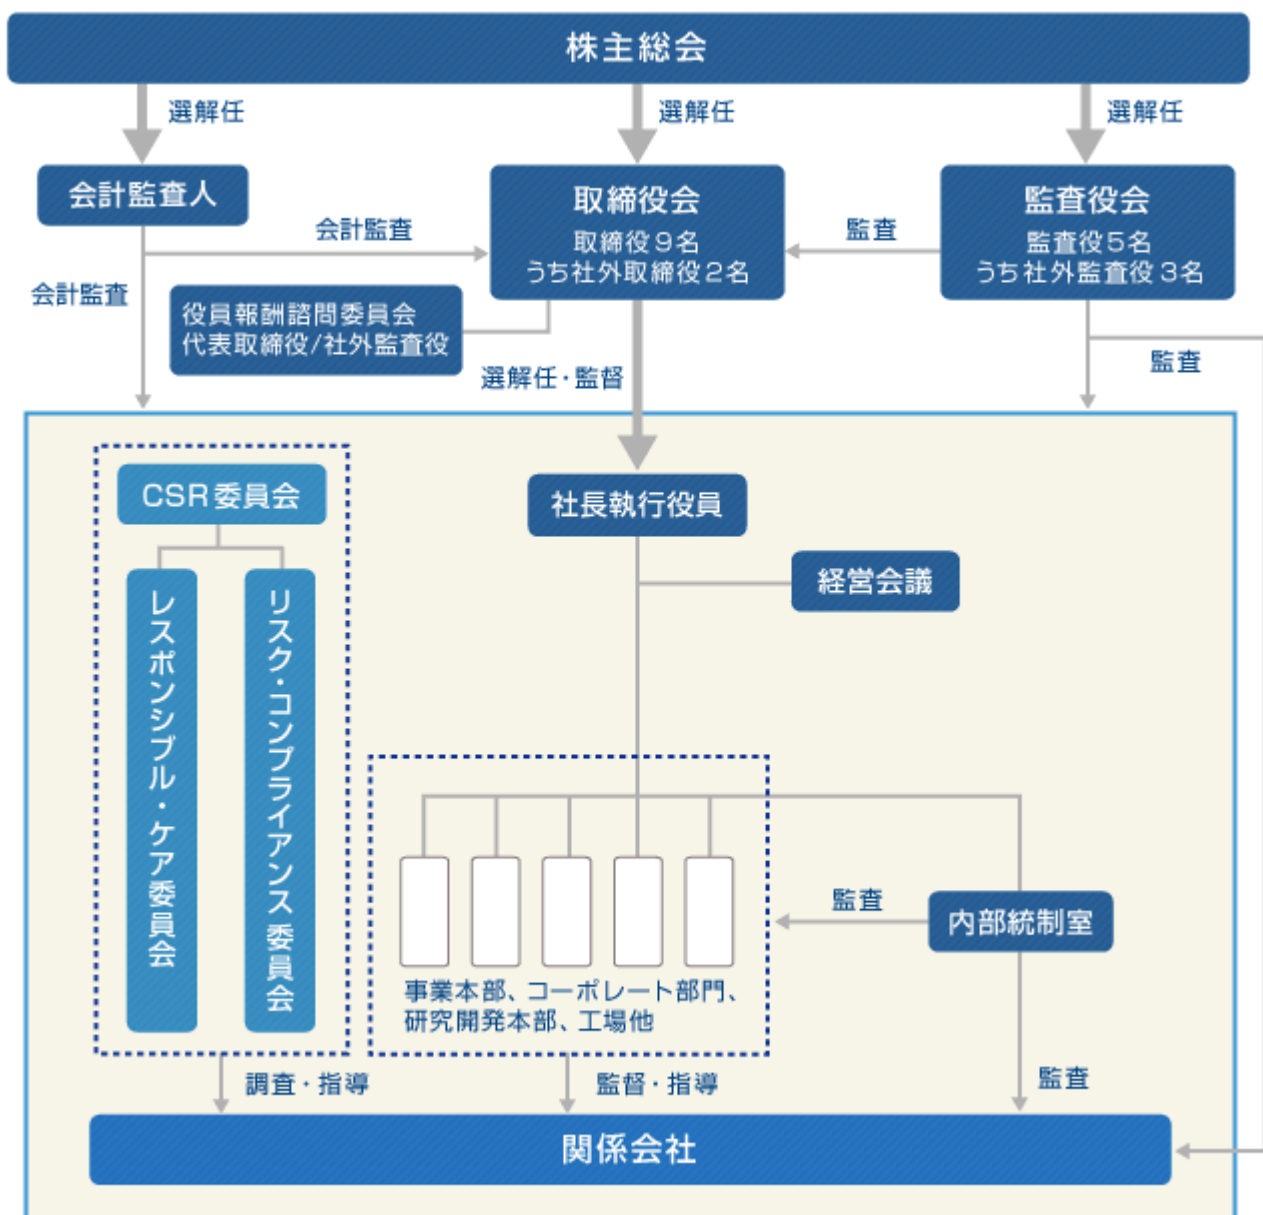 株主総会
選解任
選解任
選解任
会計監査人
取締役会
取締役9名
うち社外取締役2名
監査役会
監査役5名
うち社外監査役3名
会計監査
監査
会計監査
役員報酬諮問委員会
代表取締役/社外監査役
選解任・監督
監査
CSR委員会
社長執行役員
経営会議
レスポンシブル・ケア委員会
リスク・コンプライアンス委員会
監査
内部統制室
事業本部、コーポレート部門、
研究開発本部、工場他
調査・指導
監督・指導
監査
関係会社